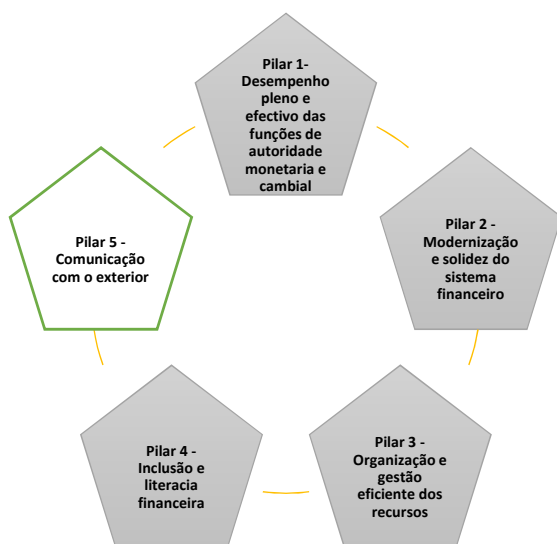 Pilar 1-
Desempenho
pleno e
efectivo das
funções de
autoridade
monetaria e
cambial
Pilar 2 -
Modernização
e solidez do
sistema
financeiro
Pilar 3 -
Organização e
gestão
eficiente dos
recursos
Pilar 4 -
Inclusão e
literacia
financeira
Pilar 5 -
Comunicação
com o exterior